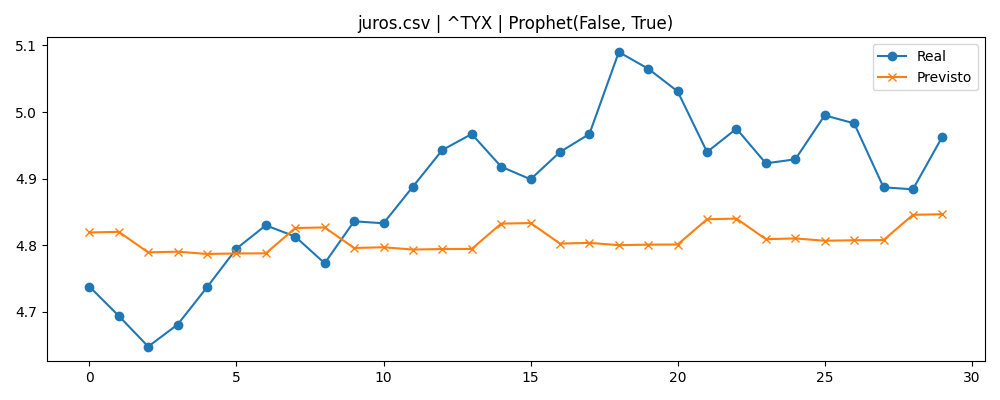 juros.csv | ^TYX | Prophet(False, True)
Real
Previsto
5.1
5.0
4.9
4.8
4.7
0 5 10 15 20 25 30